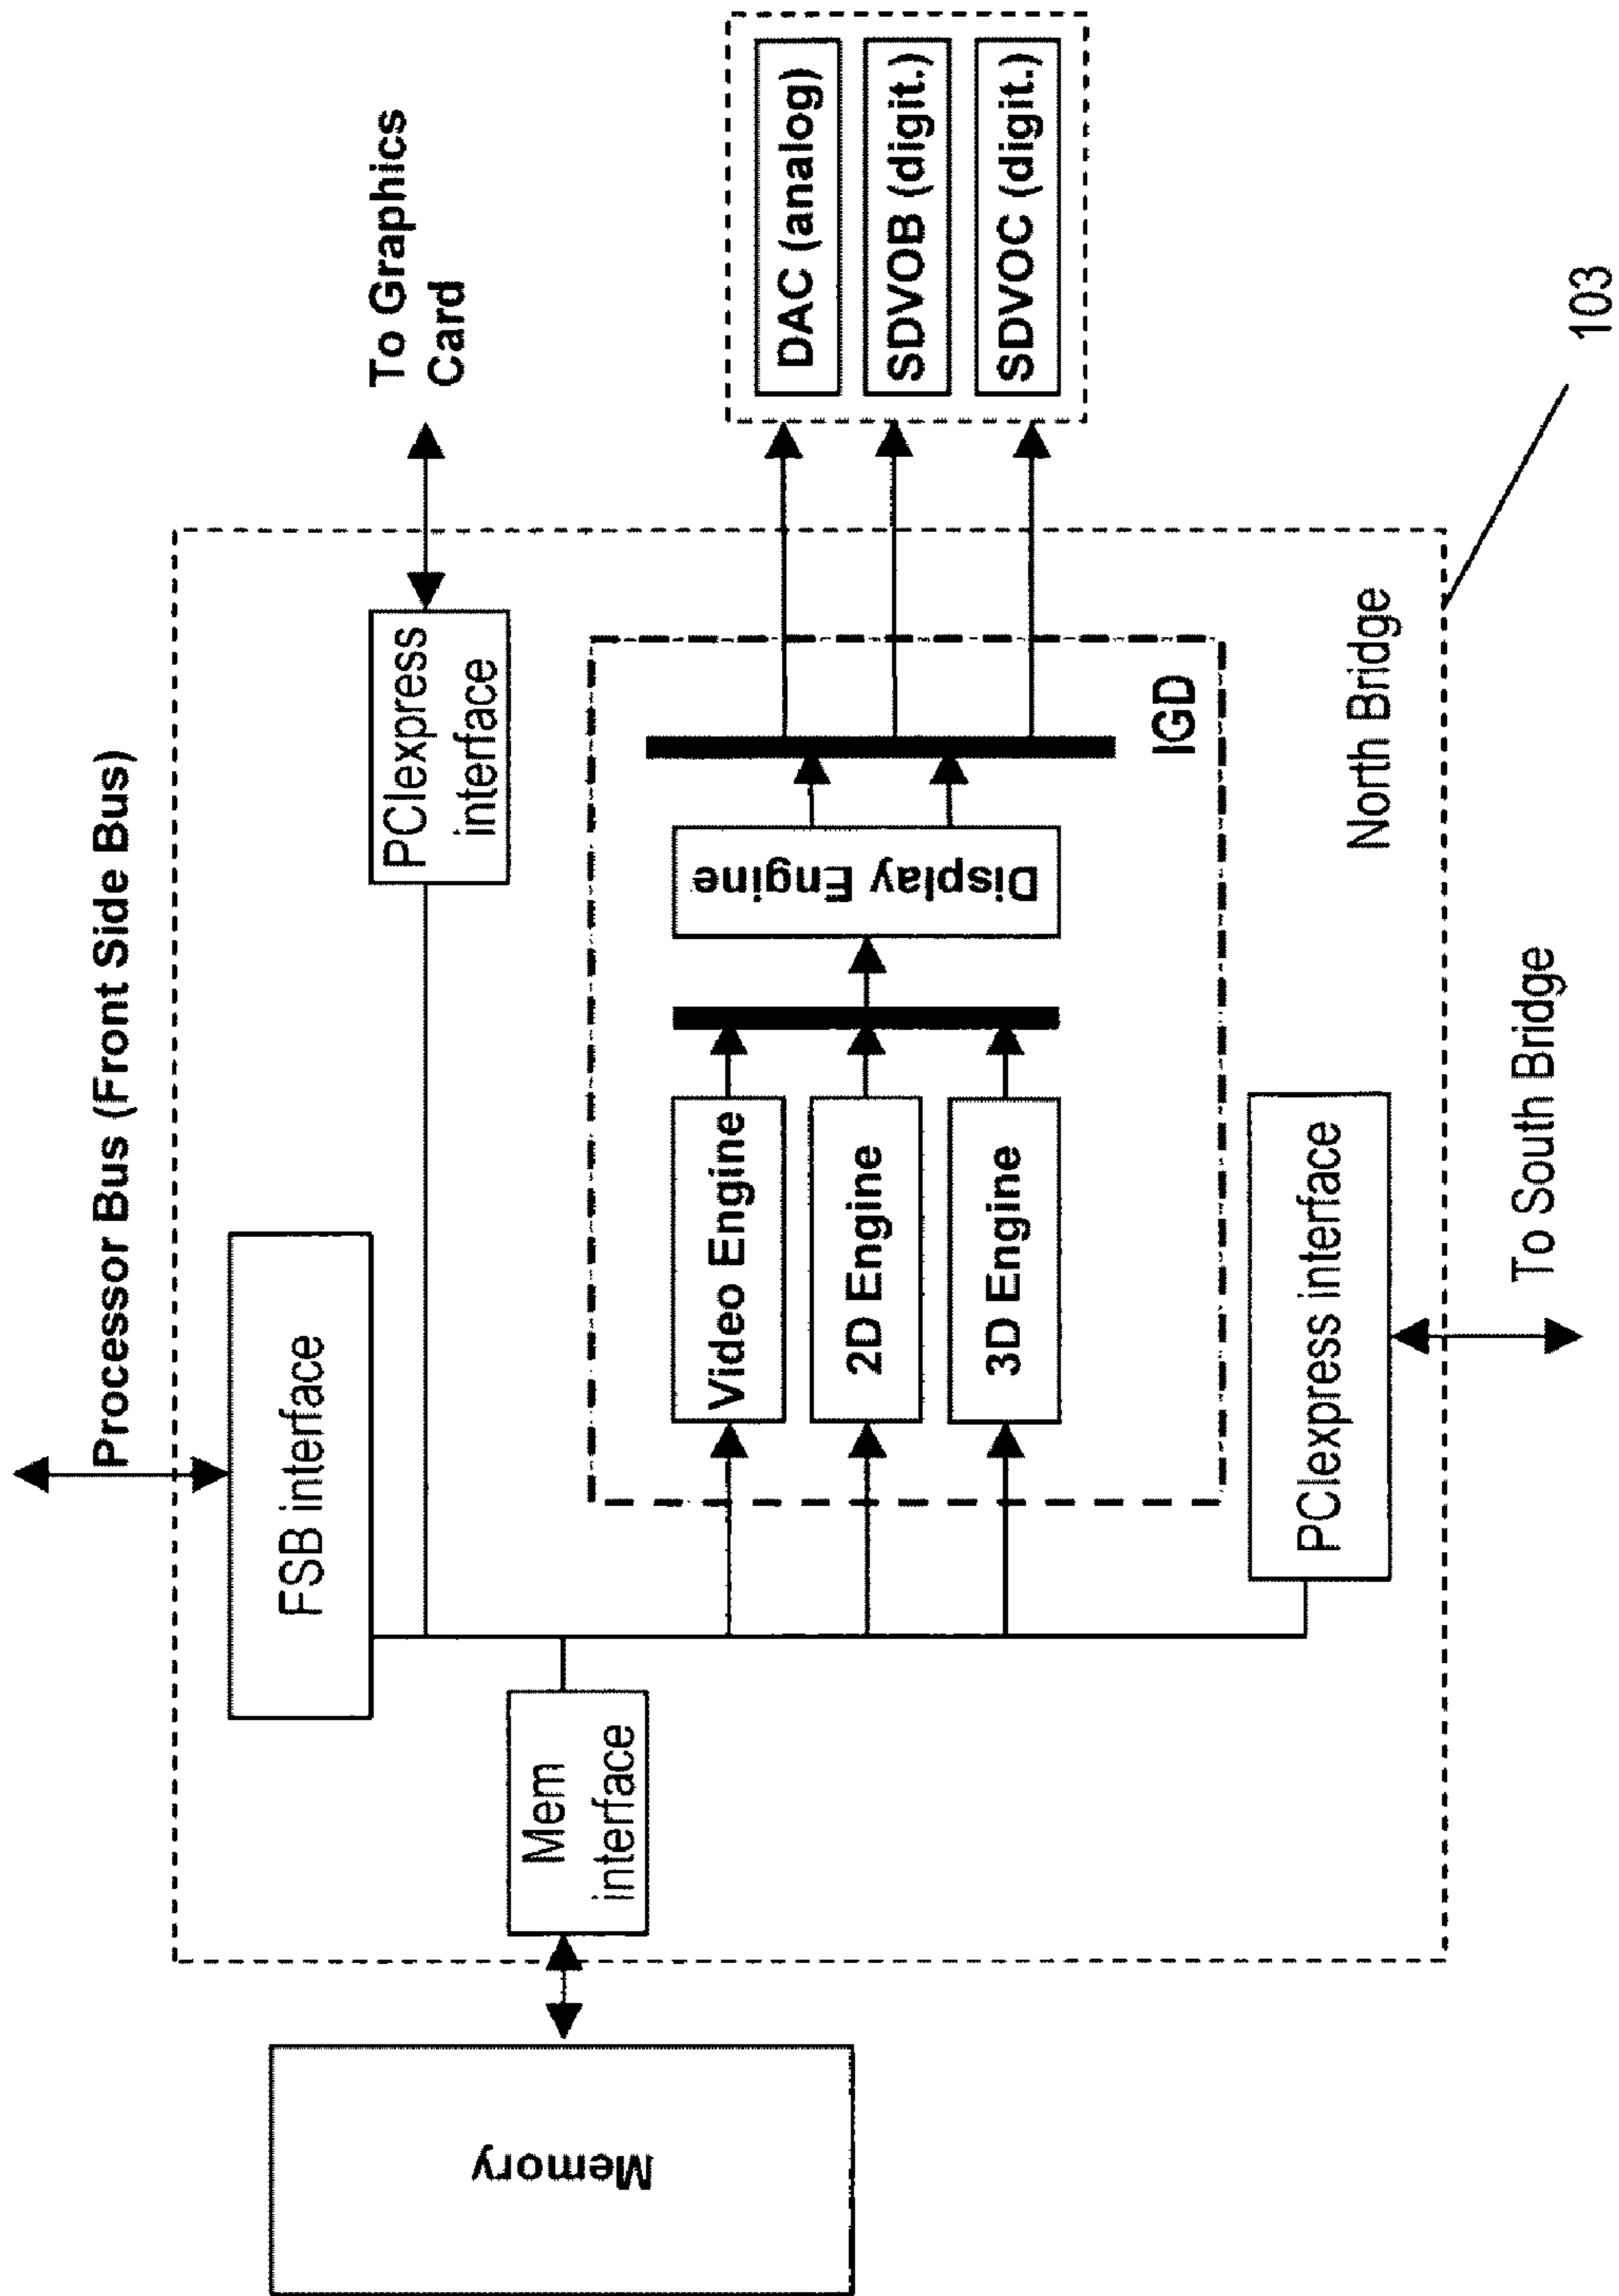 Processor Bus (Front Side Bus)
To Graphics
Card
FSB interface
PCIexpress
interface
Mem
interface
Memory
Video Engine
2D Engine
3D Engine
Display Engine
IGD
DAC (analog)
SDVOB (digit.)
SDVOC (digit.)
PCIexpress interface
North Bridge
To South Bridge
103